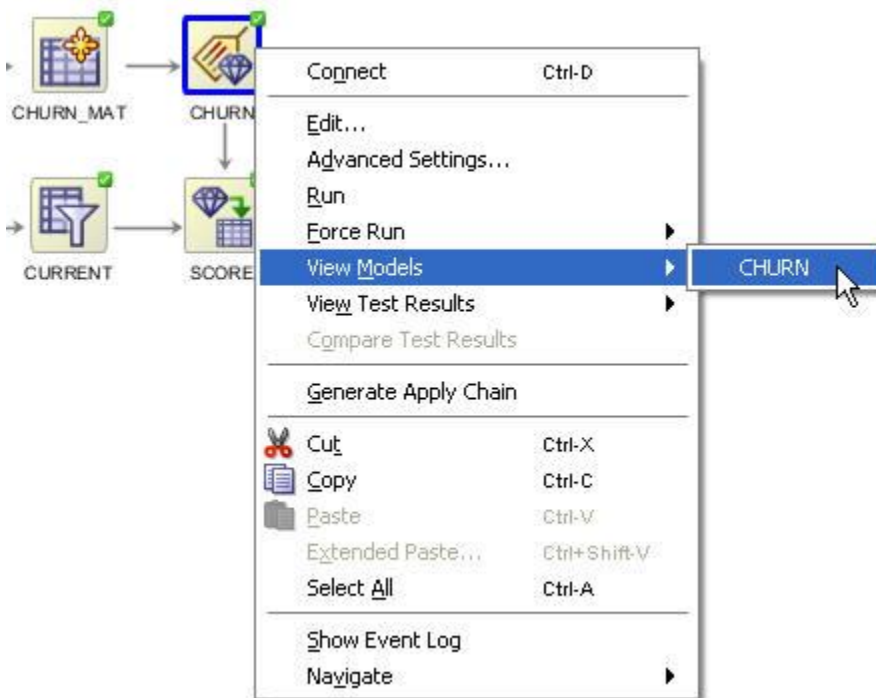 CHURN_MAT
CHURN
CURRENT
SCORE
Connect Ctrl-D
Edit...
Advanced Settings...
Run
Force Run
View Models
CHURN
View Test Results
Compare Test Results
Generate Apply Chain
Cut Ctrl-X
Copy Ctrl-C
Paste Ctrl-V
Extended Paste... Ctrl+Shift-V
Select All Ctrl-A
Show Event Log
Navigate